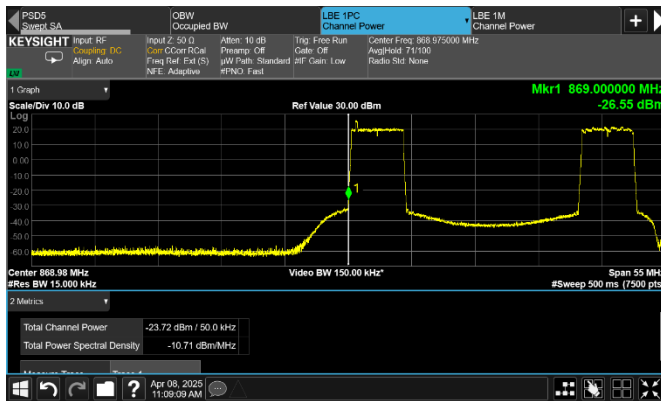 PSD5
Swept SA
OBW
Occupied BW
LBE 1PC
Channel Power
LBE 1M
Channel Power
+
KEYSIGHT
Input: RF
Coupling: DC
Align: Auto
Input Z: 50 Ω
Corr CCorr RCal
Freq Ref: Ext (S)
NFE: Adaptive
Atten: 10 dB
Preamp: Off
µW Path: Standard
#PNO: Fast
Trig: Free Run
Gate: Off
#IF Gain: Low
Center Freq: 868.975000 MHz
Avg|Hold: 71/100
Radio Std: None
1 Graph
Mkr1 869.000000 MHz
Scale/Div 10.0 dB
Ref Value 30.00 dBm
-26.55 dBm
Log
20.0
10.0
0.00
-10.0
-20.0
-30.0
-40.0
-50.0
-60.0
1
Center 868.98 MHz
Video BW 150.00 kHz*
Span 55 MHz
#Res BW 15.000 kHz
#Sweep 500 ms (7500 pts
2 Metrics
Total Channel Power -23.72 dBm / 50.0 kHz
Total Power Spectral Density -10.71 dBm/MHz
?
Apr 08, 2025
11:09:09 AM